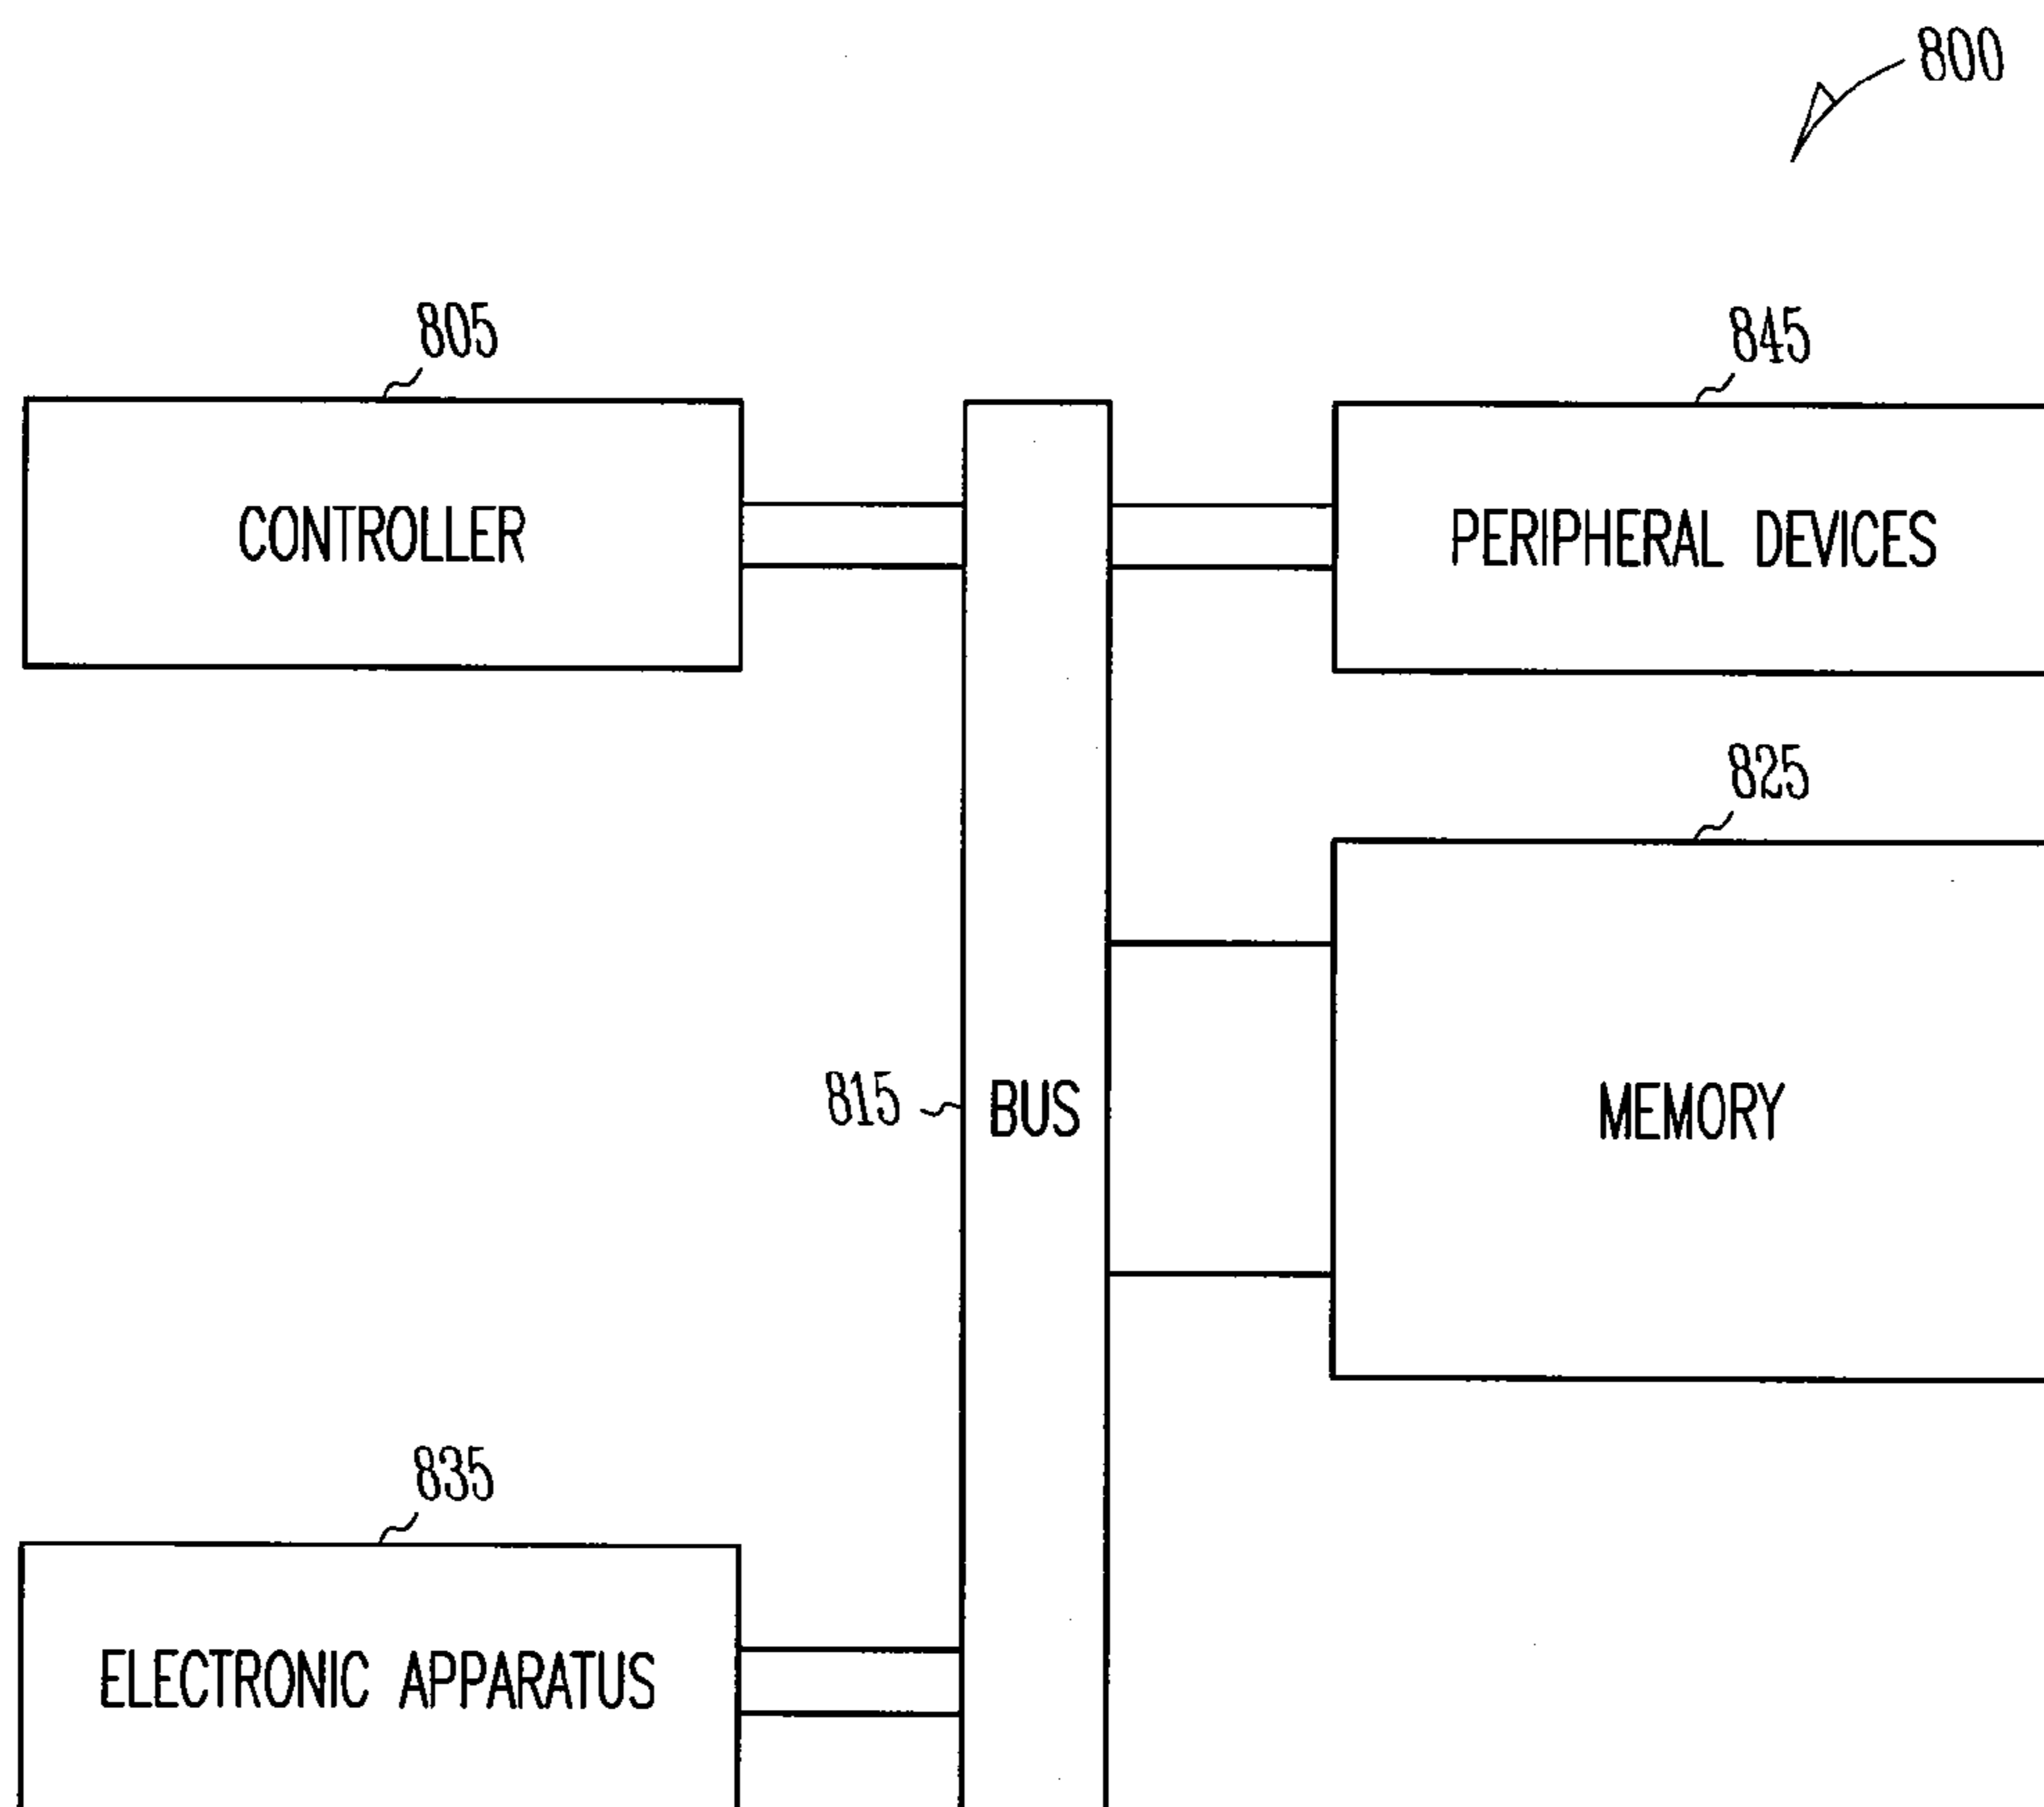 800
805
845
CONTROLLER
PERIPHERAL DEVICES
825
815
BUS
MEMORY
835
ELECTRONIC APPARATUS